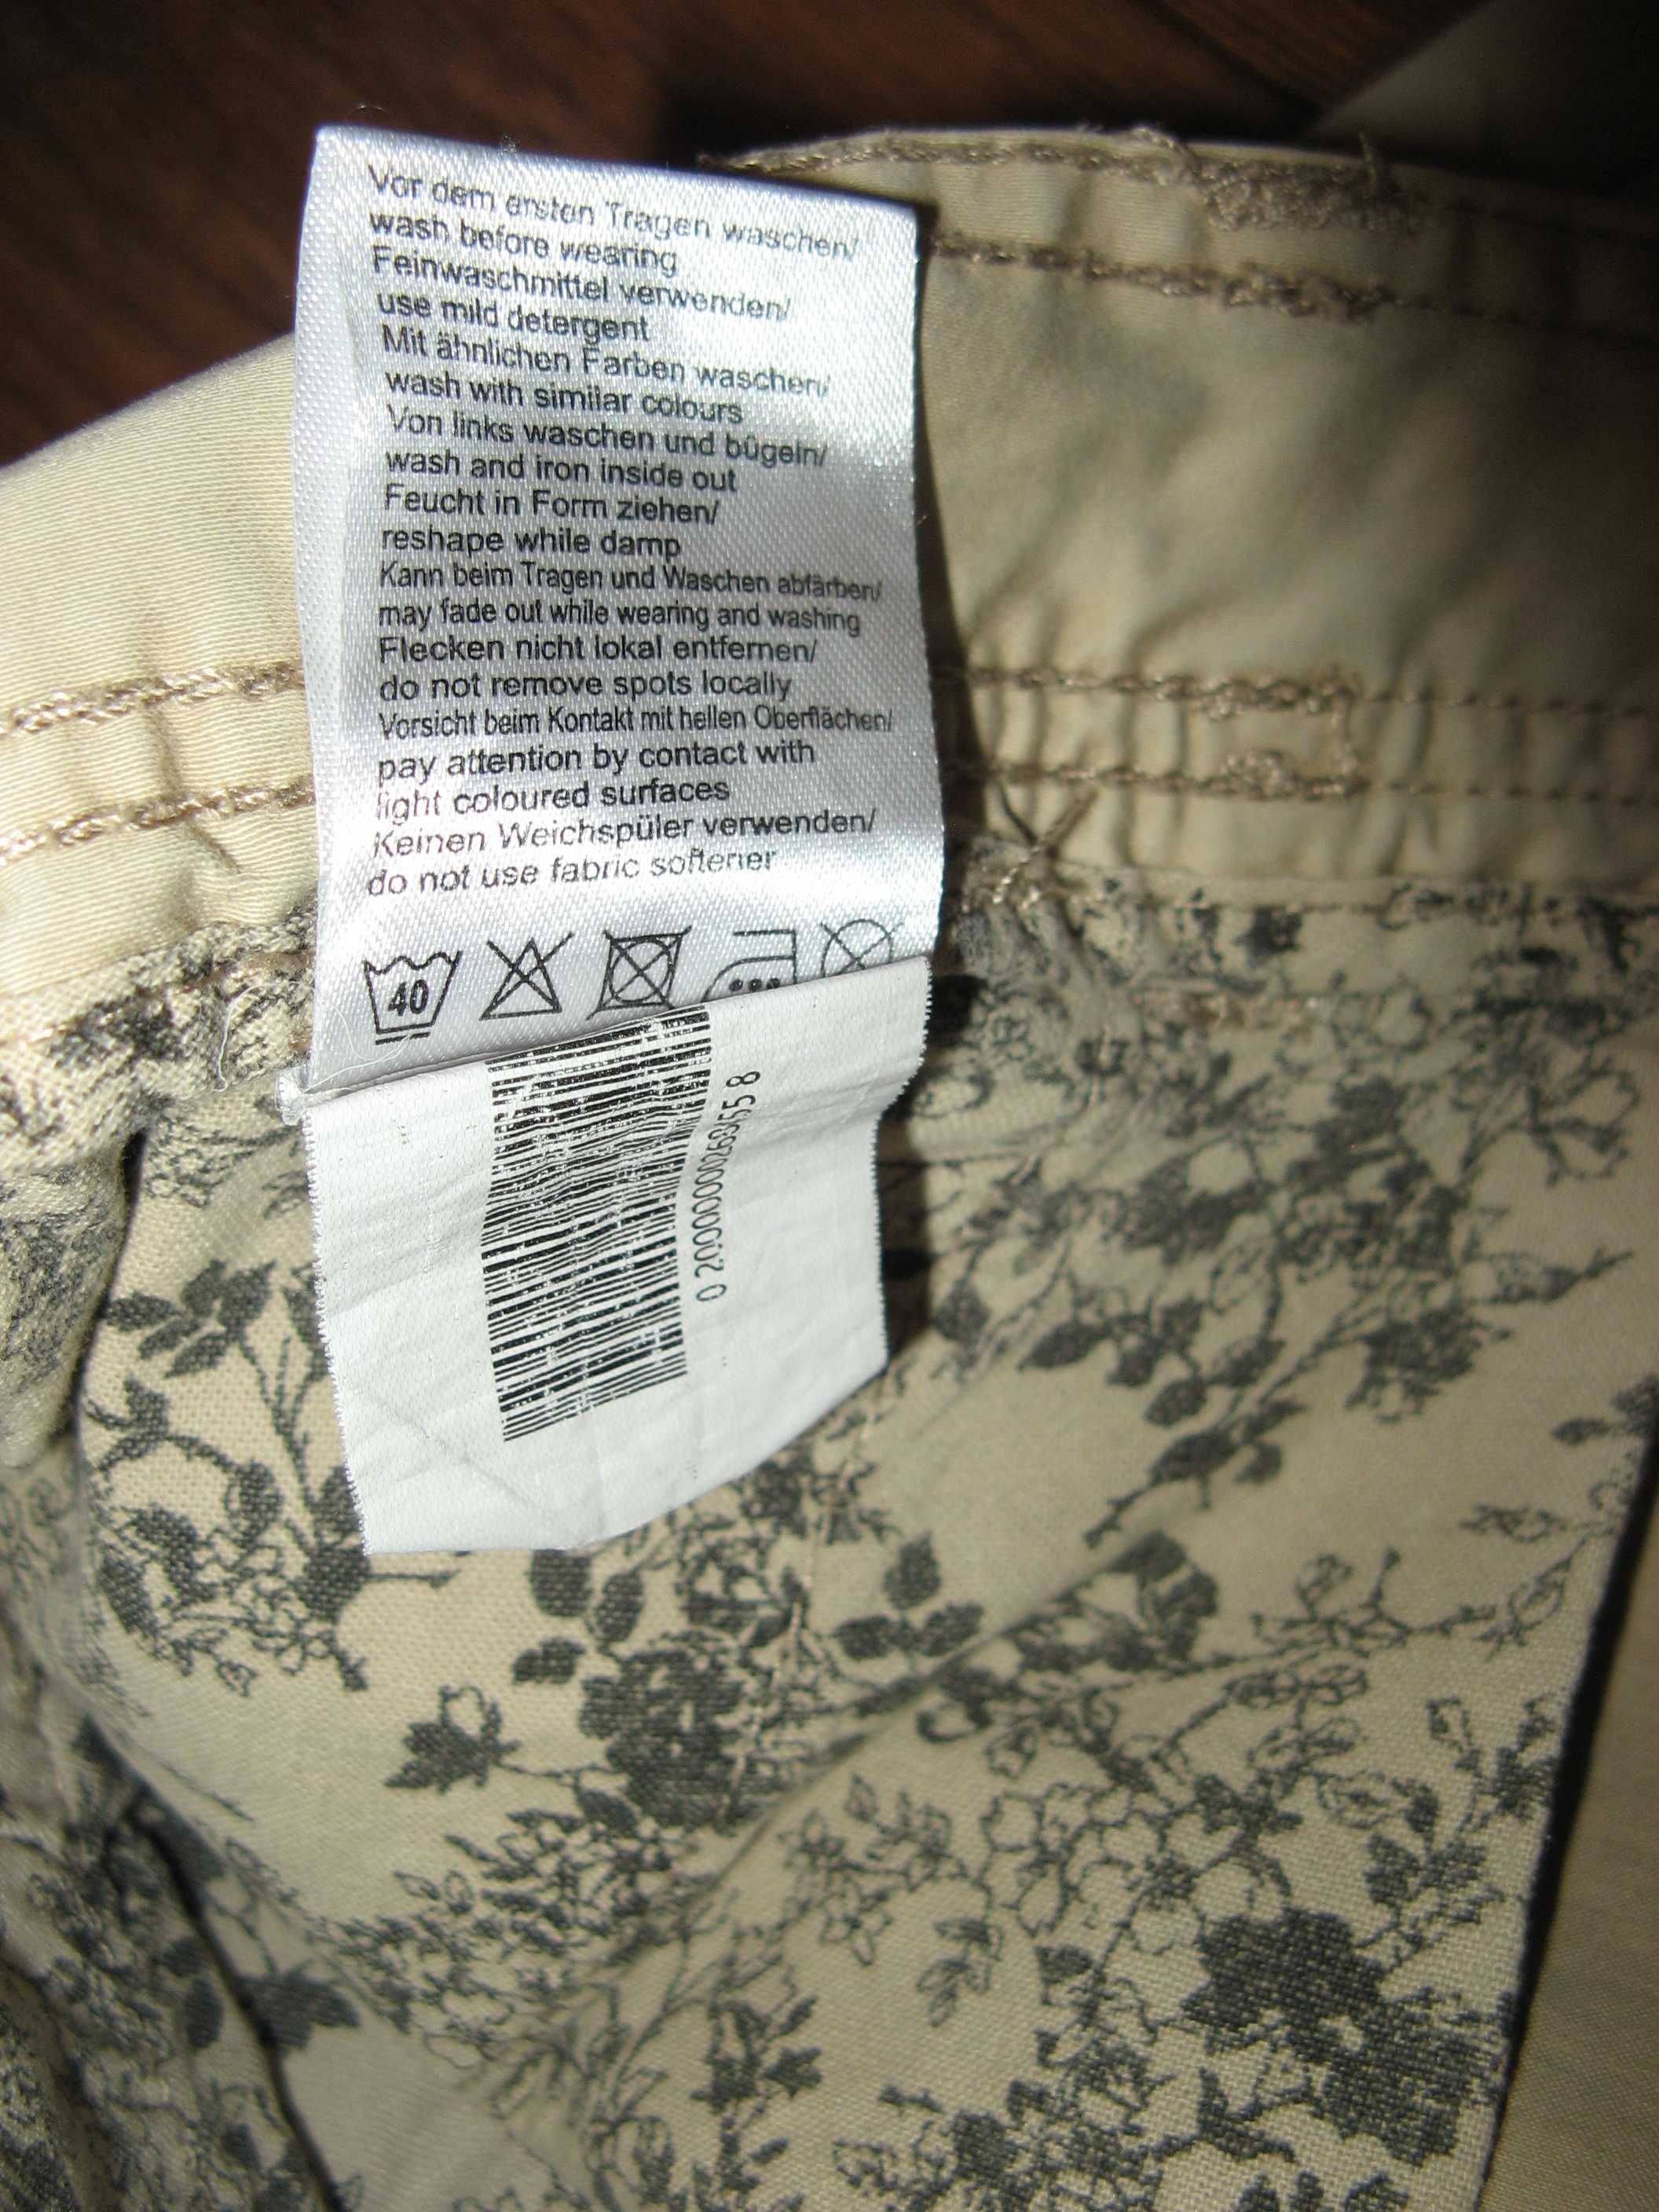 Vor dem ersten Tragen waschen/
wash before wearing
Feinwaschmittel verwenden/
use mild detergent
Mit ähnlichen Farben waschen/
wash with similar colours
Von links waschen und bügeln/
wash and iron inside out
Feucht in Form ziehen/
reshape while damp
Kann beim Tragen und Waschen abfärben/
may fade out while wearing and washing
Flecken nicht lokal entfernen/
do not remove spots locally
Vorsicht beim Kontakt mit hellen Oberflächen/
pay attention by contact with
light coloured surfaces
Keinen Weichspüler verwenden/
do not use fabric softener
40